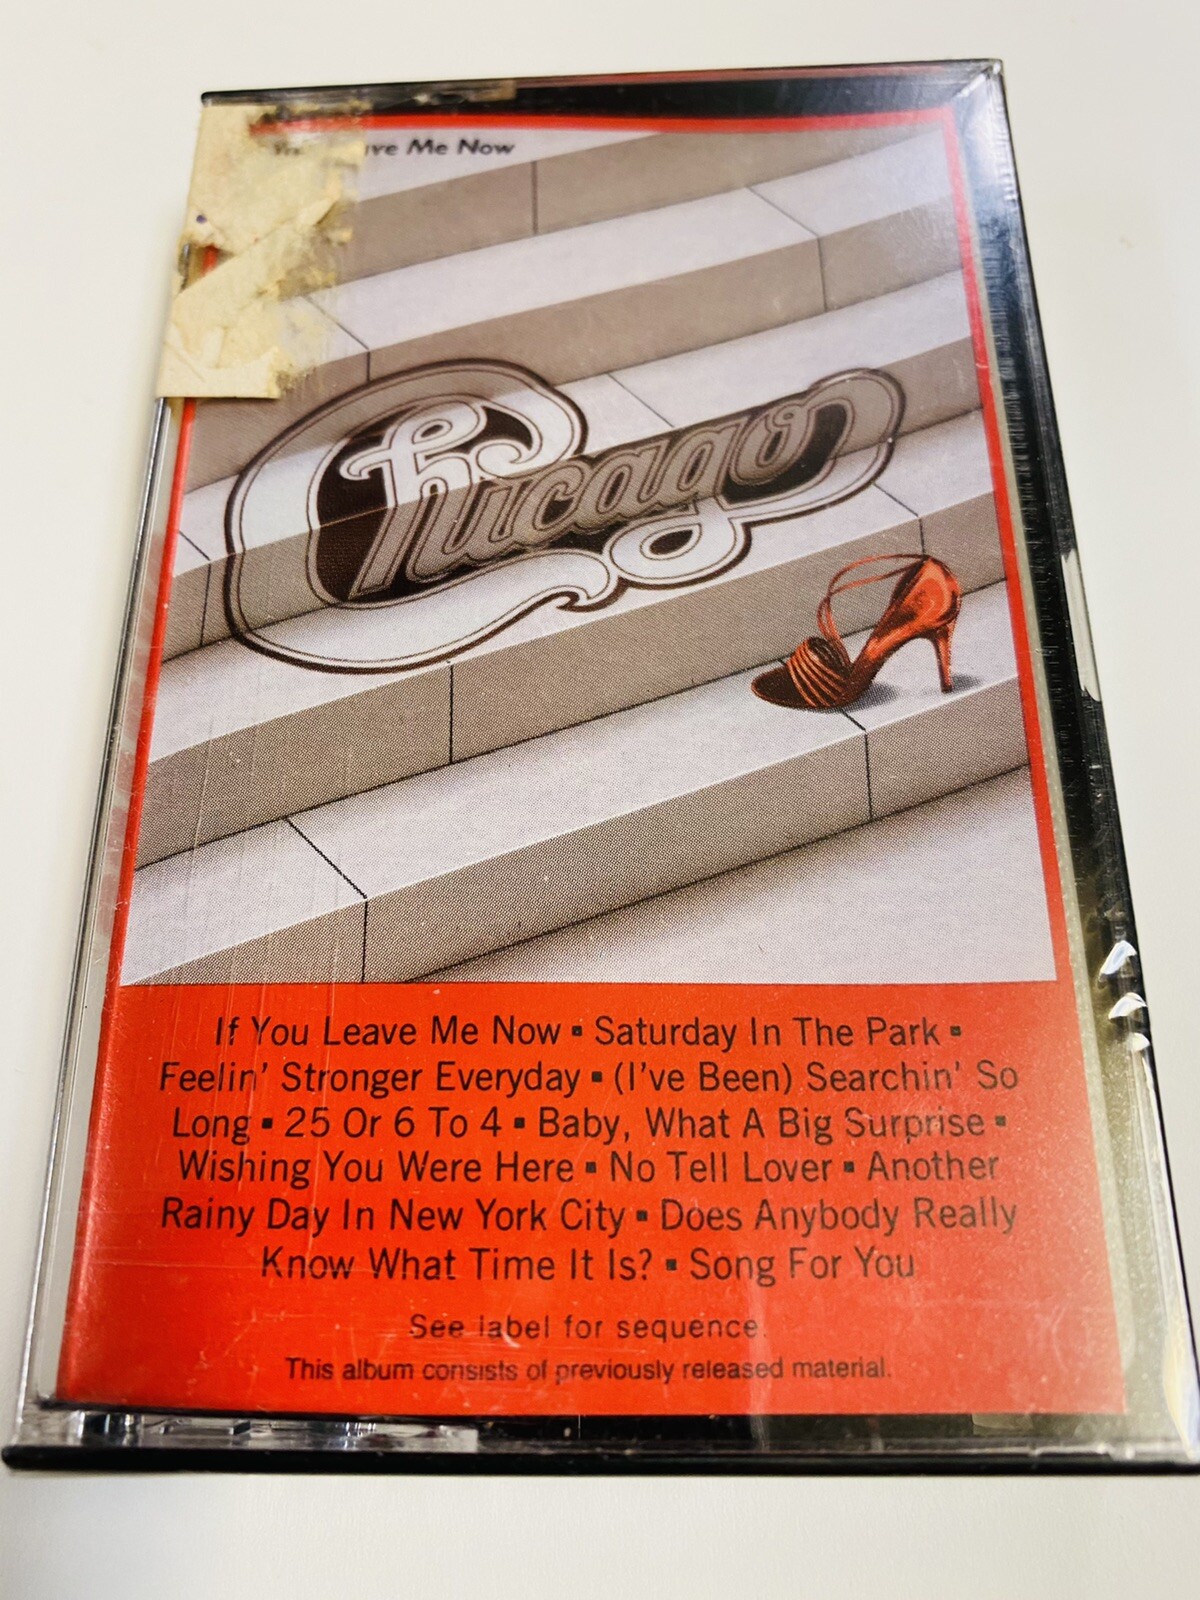 Me Now
Chicago
If You Leave Me Now ▪ Saturday In The Park ▪
Feelin' Stronger Everyday ▪ (I've Been) Searchin' So
Long ▪ 25 Or 6 To 4 ▪ Baby, What A Big Surprise ▪
Wishing You Were Here ▪ No Tell Lover ▪ Another
Rainy Day In New York City ▪ Does Anybody Really
Know What Time It Is? ▪ Song For You
See label for sequence.
This album consists of previously released material.